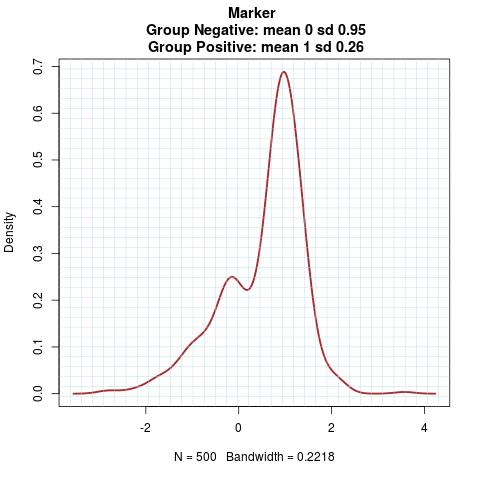 Marker
Group Negative: mean 0 sd 0.95
Group Positive: mean 1 sd 0.26
Density
0.7
0.6
0.5
0.4
0.3
0.2
0.1
0.0
-2
0
2
4
N = 500 Bandwidth = 0.2218